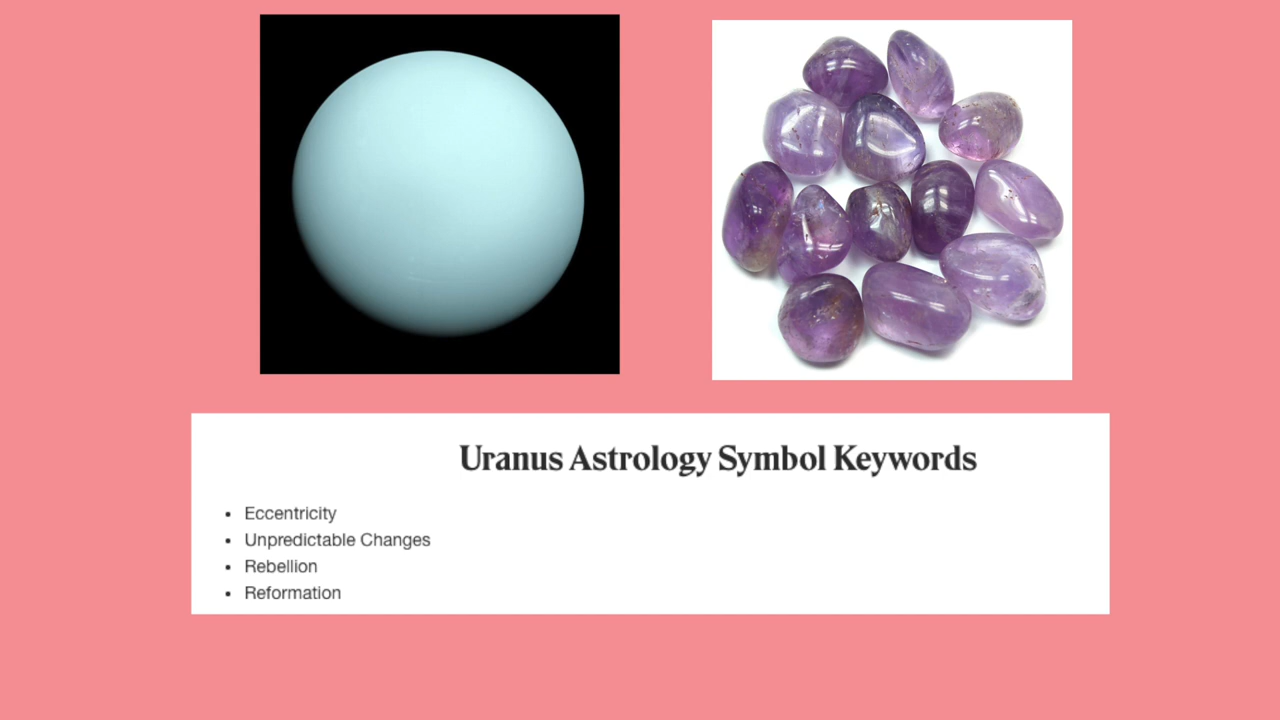 Uranus Astrology Symbol Keywords
• Eccentricity
• Unpredictable Changes
• Rebellion
• Reformation